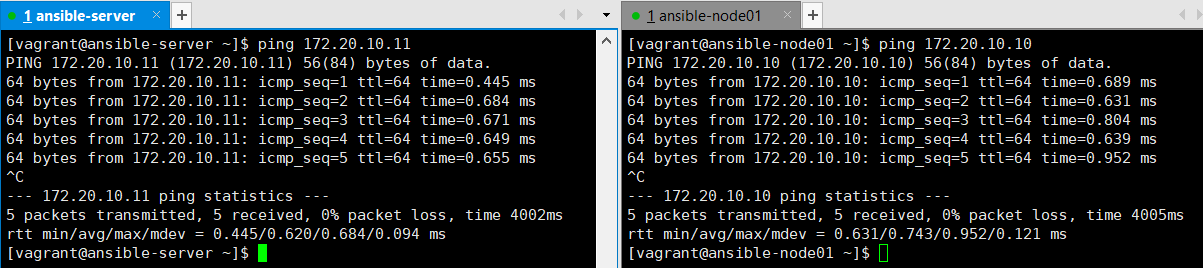 1 ansible-server
[vagrant@ansible-server ~]$ ping 172.20.10.11
PING 172.20.10.11 (172.20.10.11) 56(84) bytes of data.
64 bytes from 172.20.10.11: icmp_seq=1 ttl=64 time=0.445 ms
64 bytes from 172.20.10.11: icmp_seq=2 ttl=64 time=0.684 ms
64 bytes from 172.20.10.11: icmp_seq=3 ttl=64 time=0.671 ms
64 bytes from 172.20.10.11: icmp_seq=4 ttl=64 time=0.649 ms
64 bytes from 172.20.10.11: icmp_seq=5 ttl=64 time=0.655 ms
^C
--- 172.20.10.11 ping statistics ---
5 packets transmitted, 5 received, 0% packet loss, time 4002ms
rtt min/avg/max/mdev = 0.445/0.620/0.684/0.094 ms
[vagrant@ansible-server ~]$
1 ansible-node01
[vagrant@ansible-node01 ~]$ ping 172.20.10.10
PING 172.20.10.10 (172.20.10.10) 56(84) bytes of data.
64 bytes from 172.20.10.10: icmp_seq=1 ttl=64 time=0.689 ms
64 bytes from 172.20.10.10: icmp_seq=2 ttl=64 time=0.631 ms
64 bytes from 172.20.10.10: icmp_seq=3 ttl=64 time=0.804 ms
64 bytes from 172.20.10.10: icmp_seq=4 ttl=64 time=0.639 ms
64 bytes from 172.20.10.10: icmp_seq=5 ttl=64 time=0.952 ms
^C
--- 172.20.10.10 ping statistics ---
5 packets transmitted, 5 received, 0% packet loss, time 4005ms
rtt min/avg/max/mdev = 0.631/0.743/0.952/0.121 ms
[vagrant@ansible-node01 ~]$